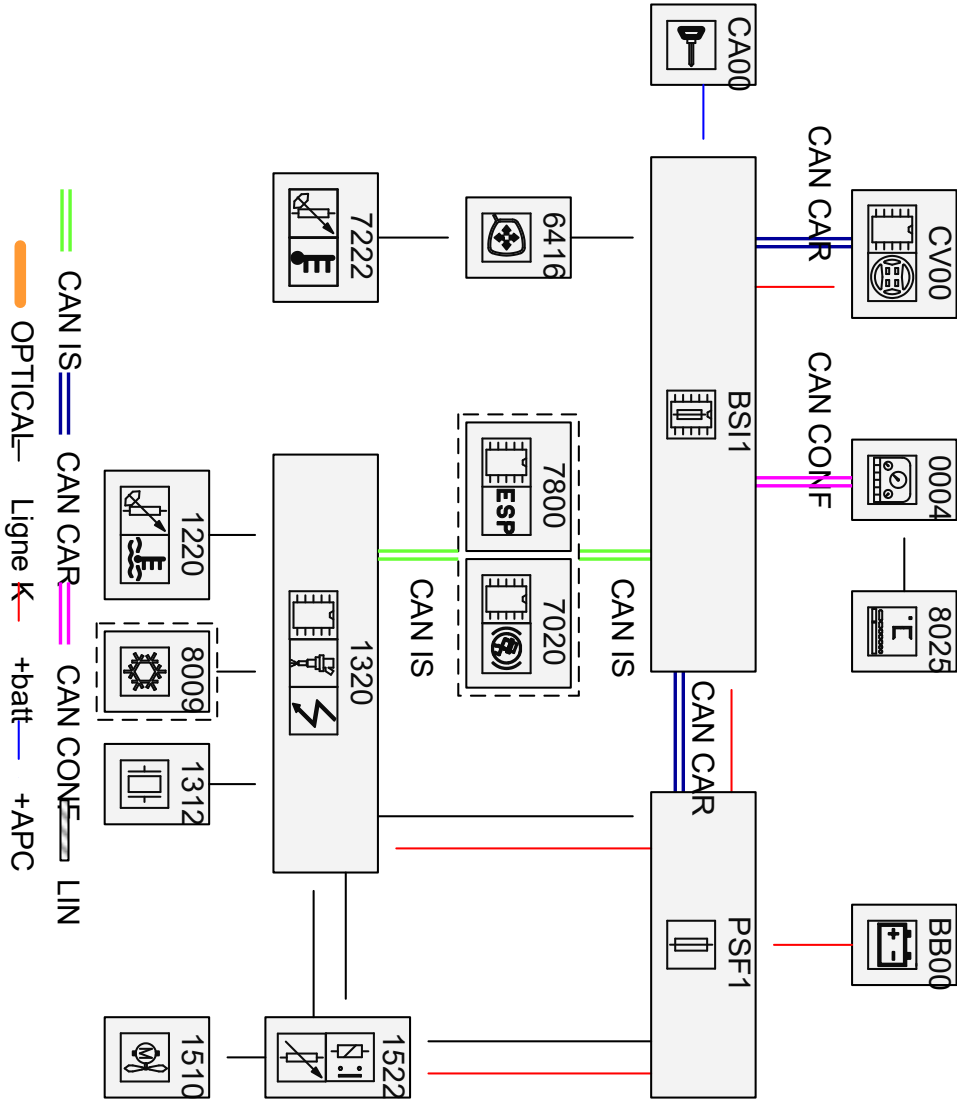 CV00
0004
8025
BB00
CAN CAR
CAN CONF
CA00
BSI1
PSF1
CAN CAR
6416
7800
ESP
7020
CAN IS
CAN IS
7222
1320
1522
M
1220
8009
1312
1510
CAN IS
CAN CAR
CAN CONF
LIN
OPTICAL
Ligne K
+batt
+APC